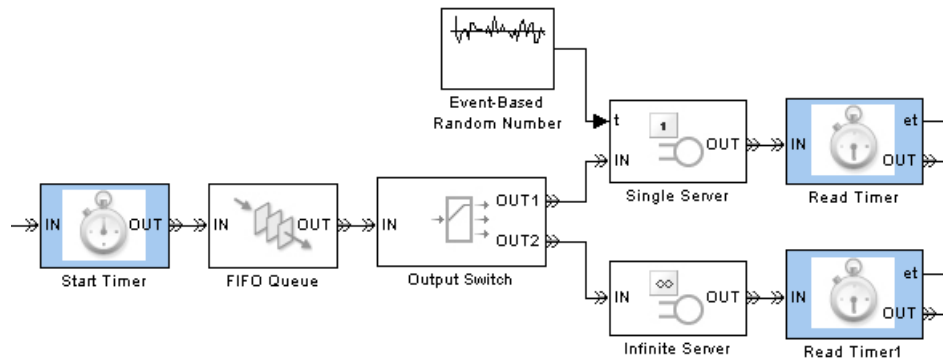 Event-Based
Random Number
t
1
IN
OUT
Single Server
IN
et
OUT
Read Timer
IN
OUT
Start Timer
IN
OUT
FIFO Queue
IN
OUT1
OUT2
Output Switch
IN
∞
OUT
Infinite Server
IN
et
OUT
Read Timer1